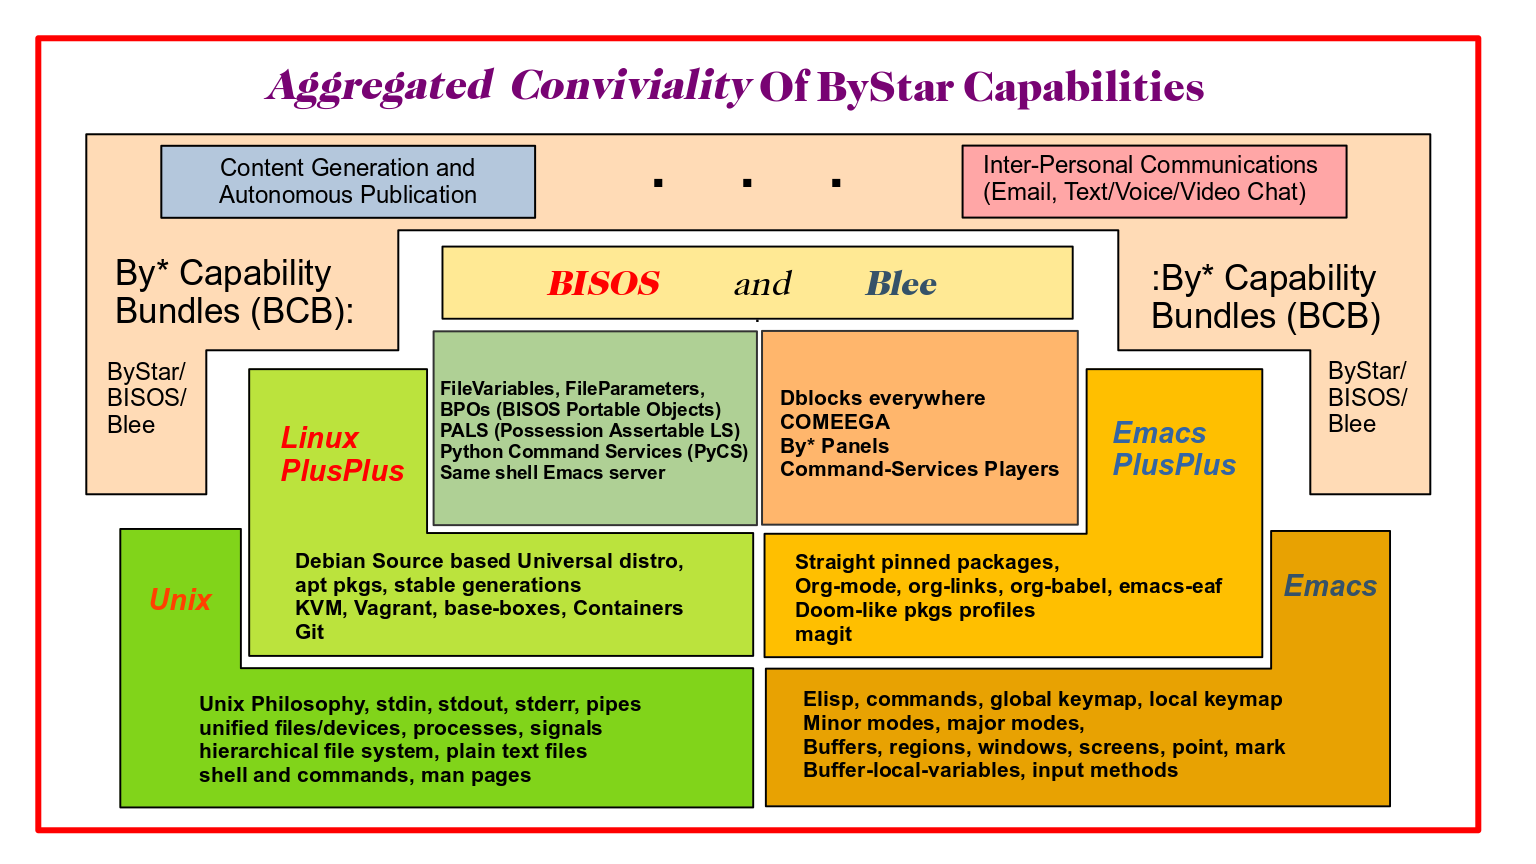 Aggregated Conviviality Of ByStar Capabilities
Content Generation and
Autonomous Publication
. . .
Inter-Personal Communications
(Email, Text/Voice/Video Chat)
By* Capability
Bundles (BCB):
BISOS and Blee
:By* Capability
Bundles (BCB)
ByStar/
BISOS/
Blee
ByStar/
BISOS/
Blee
Linux
PlusPlus
FileVariables, FileParameters,
BPOs (BISOS Portable Objects)
PALS (Possession Assertable LS)
Python Command Services (PyCS)
Same shell Emacs server
Dblocks everywhere
COMEEGA
By* Panels
Command-Services Players
Emacs
PlusPlus
Debian Source based Universal distro,
apt pkgs, stable generations
KVM, Vagrant, base-boxes, Containers
Git
Straight pinned packages,
Org-mode, org-links, org-babel, emacs-eaf
Doom-like pkgs profiles
magit
Unix
Emacs
Unix Philosophy, stdin, stdout, stderr, pipes
unified files/devices, processes, signals
hierarchical file system, plain text files
shell and commands, man pages
Elisp, commands, global keymap, local keymap
Minor modes, major modes,
Buffers, regions, windows, screens, point, mark
Buffer-local-variables, input methods